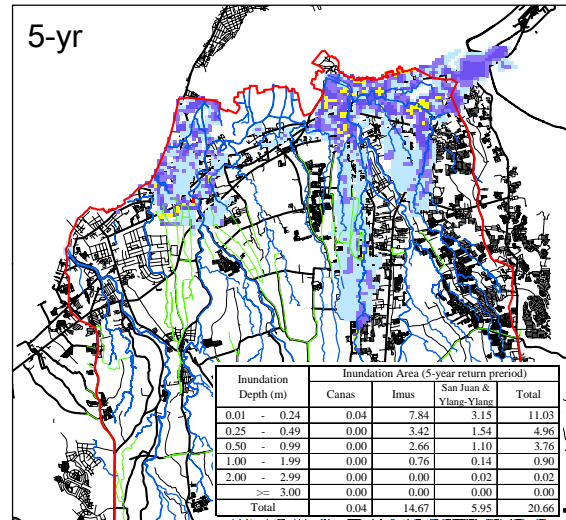 5-yr
Inundation Depth (m) Inundation Area (5-year return preriod)
Canas Imus San Juan & Ylang-Ylang Total
0.01 - 0.24 0.04 7.84 3.15 11.03
0.25 - 0.49 0.00 3.42 1.54 4.96
0.50 - 0.99 0.00 2.66 1.10 3.76
1.00 - 1.99 0.00 0.76 0.14 0.90
2.00 - 2.99 0.00 0.00 0.02 0.02
>= 3.00 0.00 0.00 0.00 0.00
Total 0.04 14.67 5.95 20.66